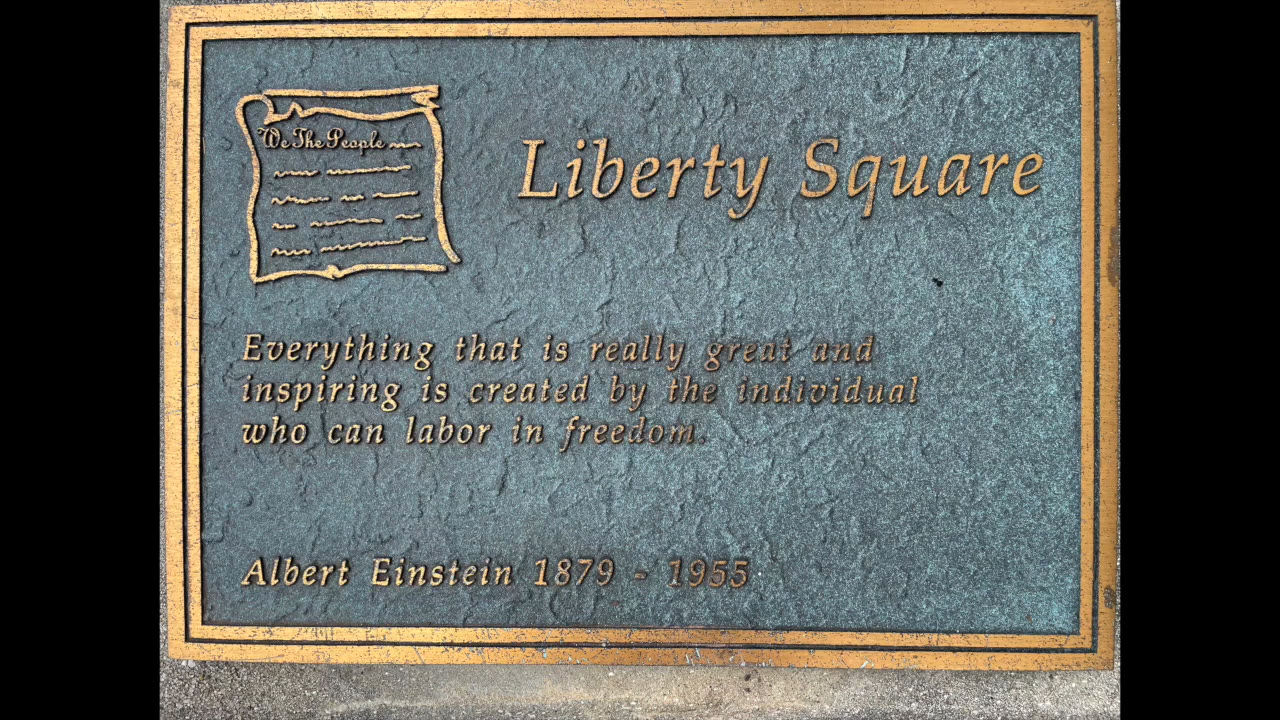 We The People
Liberty Square
Everything that is really great and
inspiring is created by the individual
who can labor in freedom.
Albert Einstein 1879 - 1955